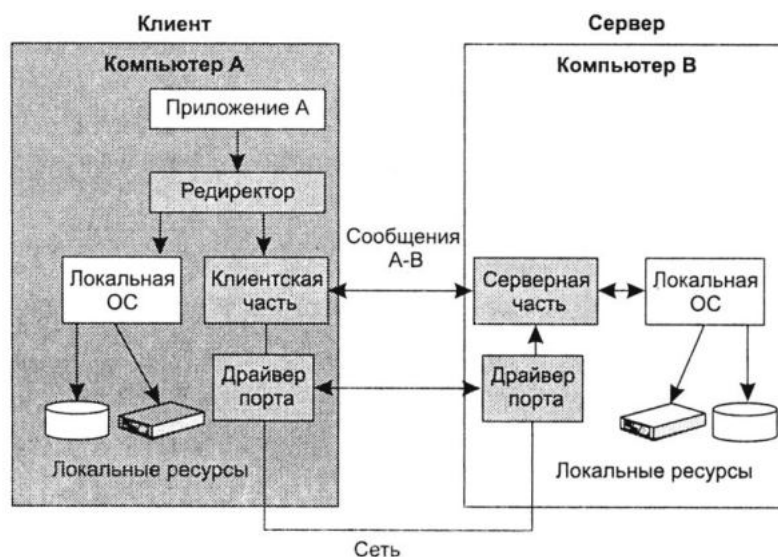 Клиент
Сервер
Компьютер А
Компьютер В
Приложение А
Редиректор
Сообщения
А-В
Локальная
ОС
Клиентская
часть
Серверная
часть
Локальная
ОС
Драйвер
порта
Драйвер
порта
Локальные ресурсы
Локальные ресурсы
Сеть